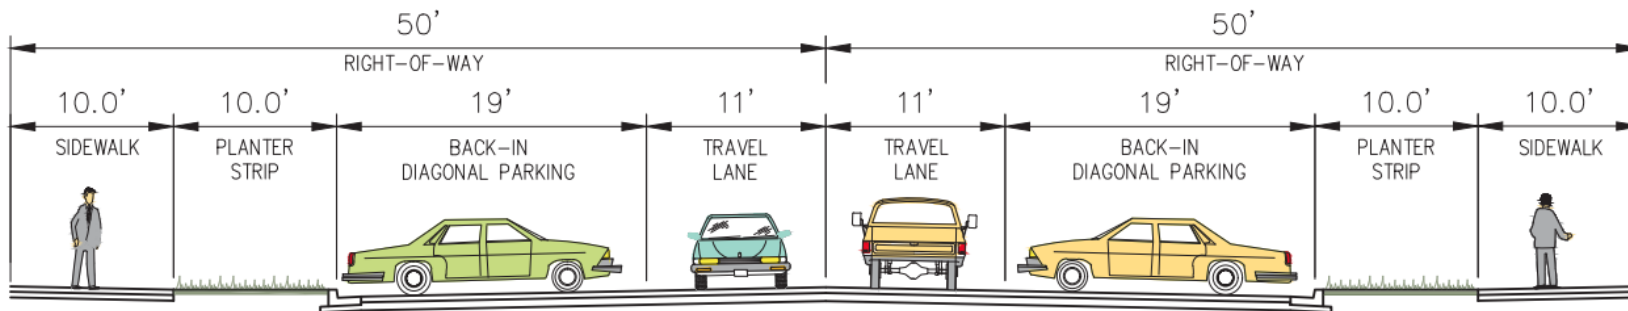 50' 50'
RIGHT-OF-WAY RIGHT-OF-WAY
10.0' 10.0' 19' 11' 11' 19' 10.0' 10.0'
SIDEWALK PLANTER BACK-IN TRAVEL TRAVEL BACK-IN PLANTER SIDEWALK
STRIP DIAGONAL PARKING LANE LANE DIAGONAL PARKING STRIP